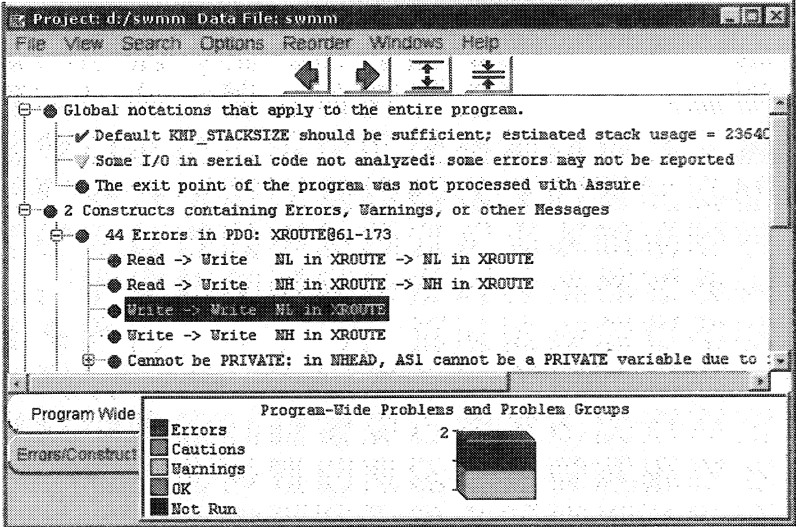 Project: d:/swmm Data File: swmm
File View Search Options Reorder Windows Help
Global notations that apply to the entire program.
Default KMP_STACKSIZE should be sufficient; estimated stack usage = 23640
Some I/O in serial code not analyzed: some errors may not be reported
The exit point of the program was not processed with Assure
2 Constructs containing Errors, Warnings, or other Messages
44 Errors in PDO: XROUTE@61-173
Read -> Write NL in XROUTE -> NL in XROUTE
Read -> Write NH in XROUTE -> NH in XROUTE
Write -> Write NL in XROUTE
Write -> Write NH in XROUTE
Cannot be PRIVATE: in NHEAD, AS1 cannot be a PRIVATE variable due to
Program Wide
Errors/Construct
Program-Wide Problems and Problem Groups
Errors
Cautions
Warnings
OK
Not Run
2